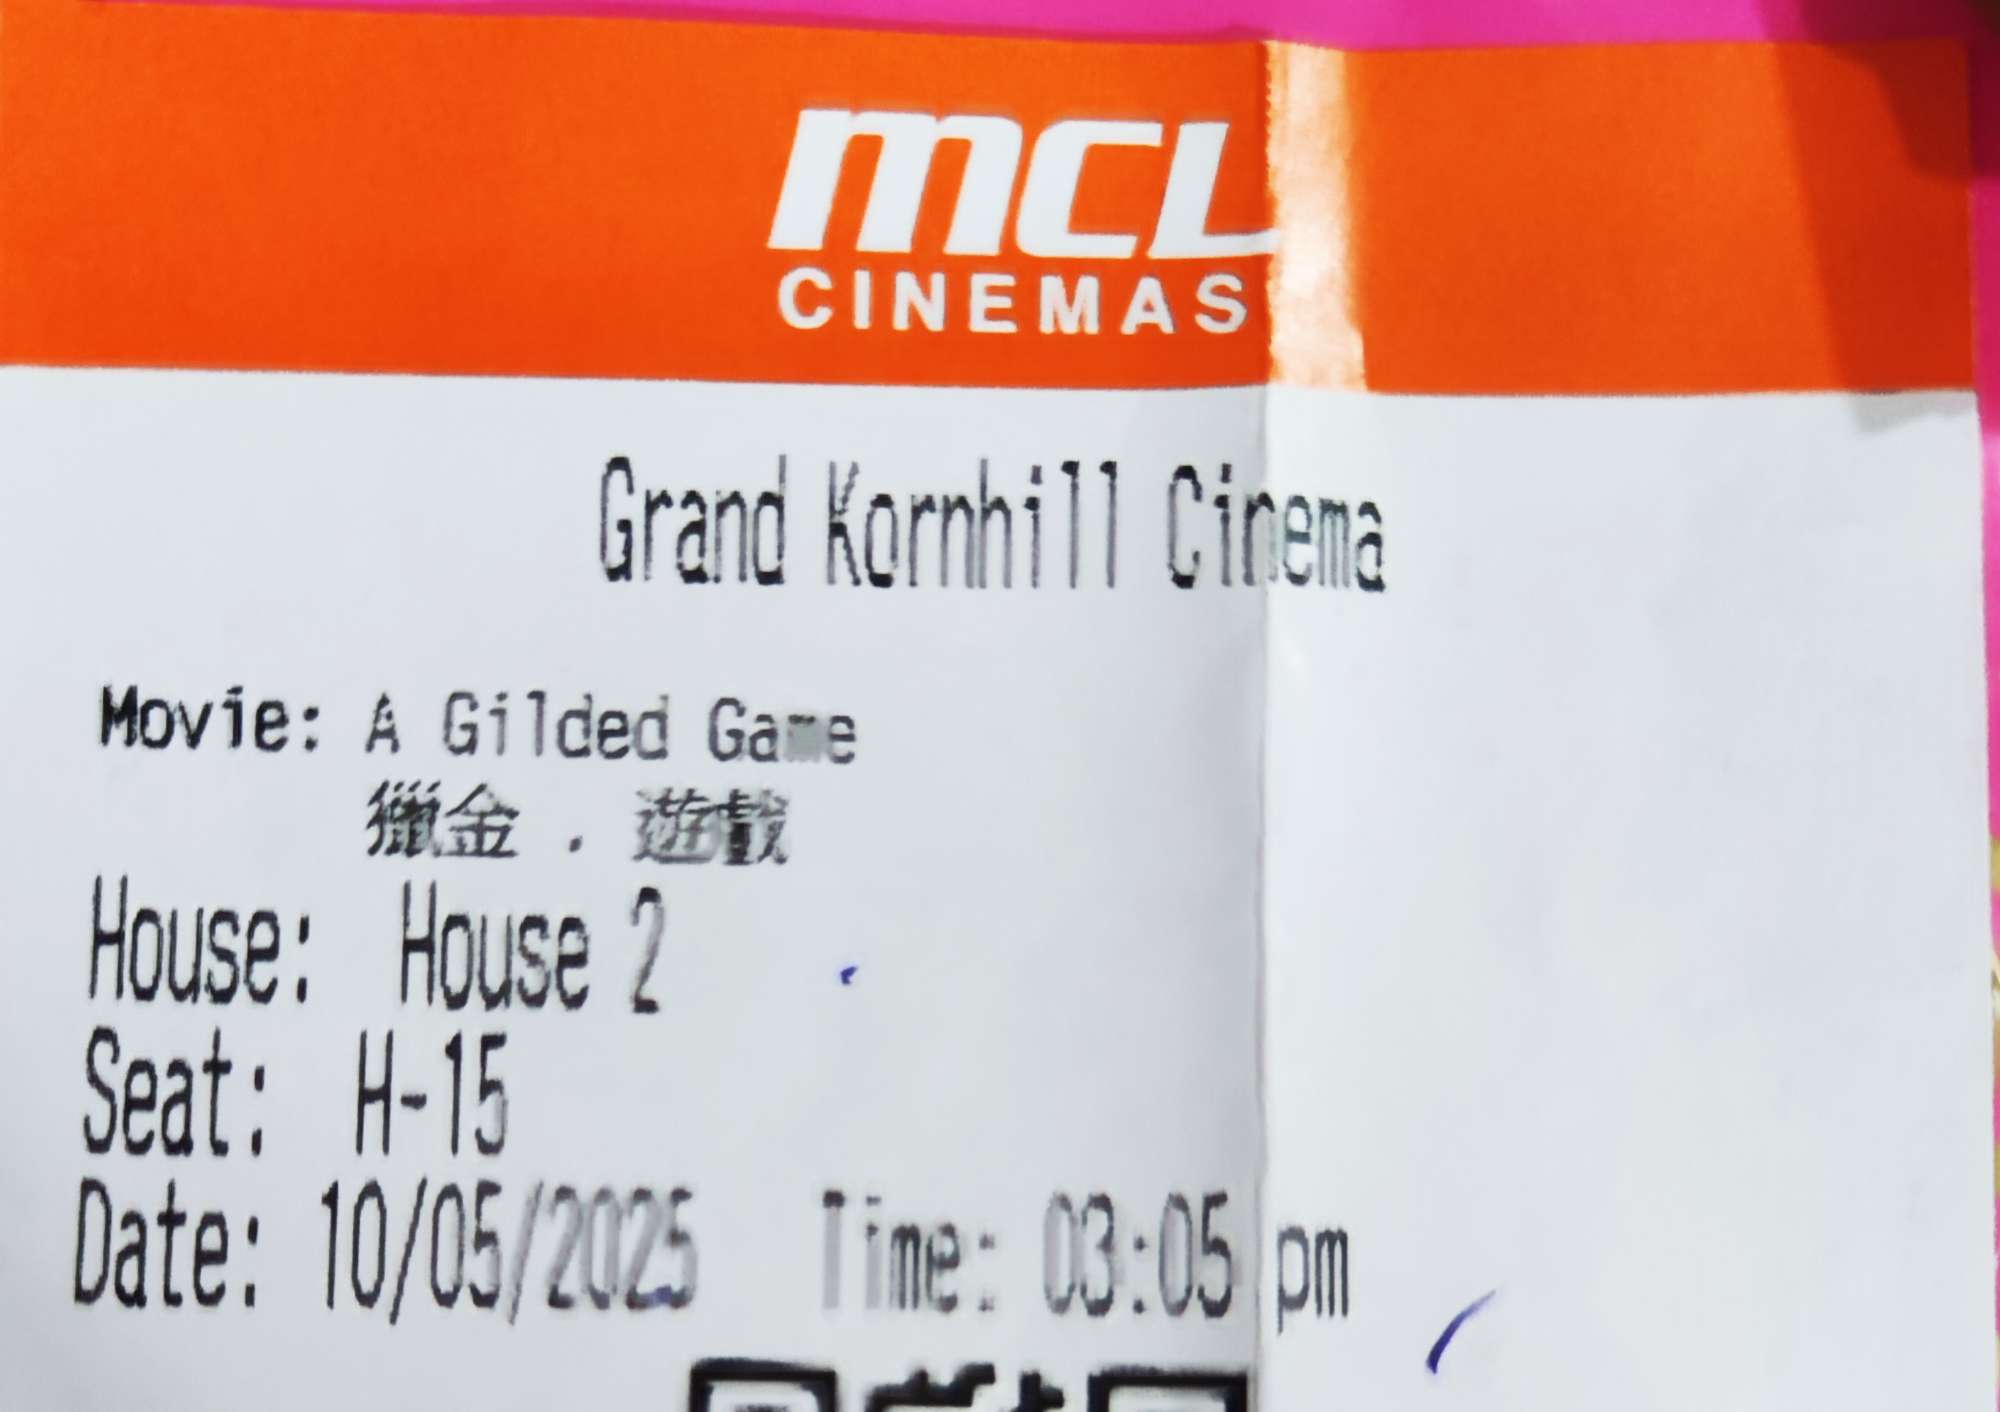 mcL
CINEMAS
Grand Kornhill Cinema
Movie: A Gilded Game
獵金 . 遊戲
House: House 2
Seat: H-15
Date: 10/05/2025 Time: 03:05 pm